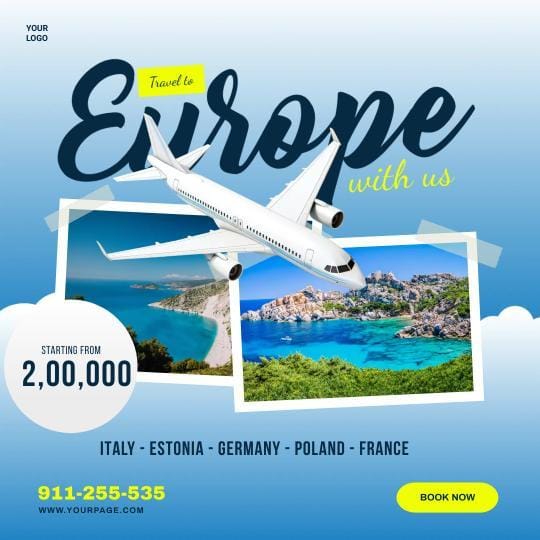 YOUR
LOGO
Travel to
Europe
with us
STARTING FROM
2,00,000
ITALY - ESTONIA - GERMANY - POLAND - FRANCE
911-255-535
WWW.YOURPAGE.COM
BOOK NOW